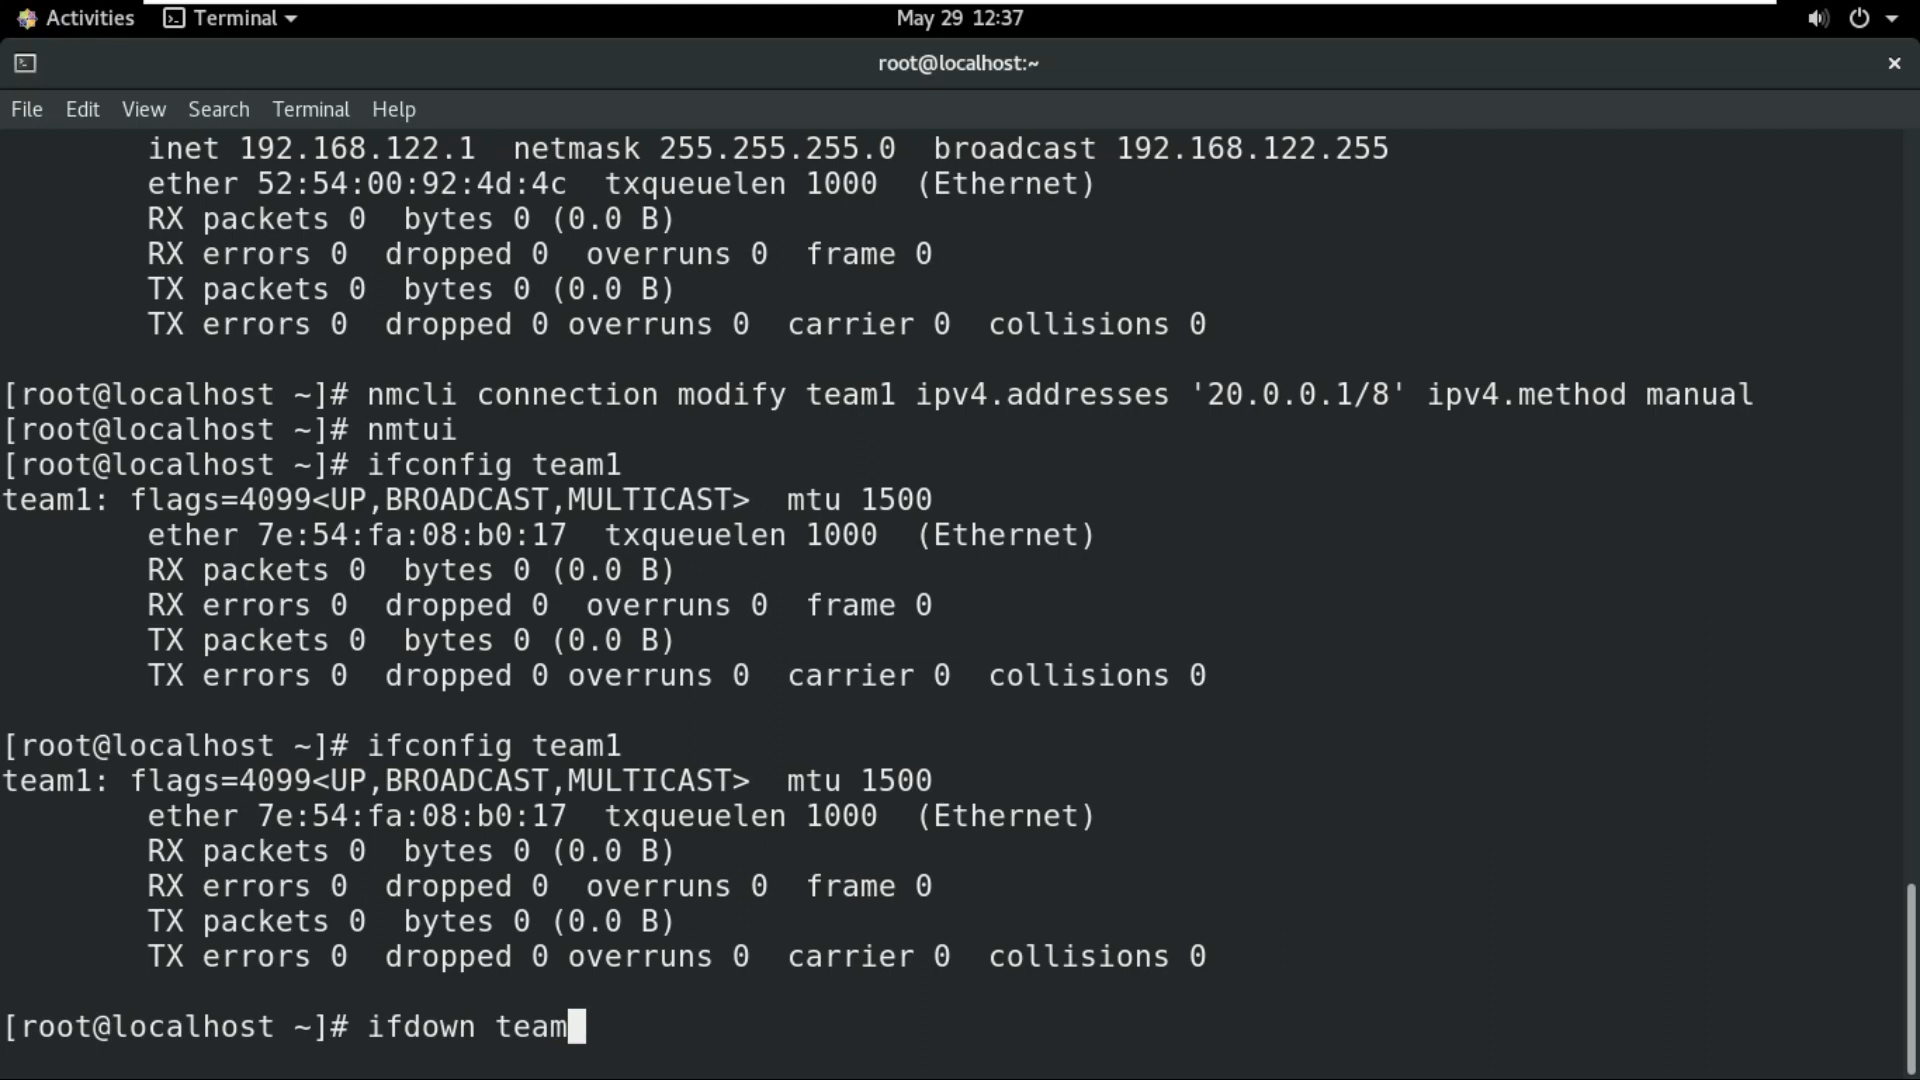 Activities Terminal May 29 12:37
root@localhost:~
File Edit View Search Terminal Help
inet 192.168.122.1  netmask 255.255.255.0  broadcast 192.168.122.255
ether 52:54:00:92:4d:4c  txqueuelen 1000  (Ethernet)
RX packets 0  bytes 0 (0.0 B)
RX errors 0  dropped 0  overruns 0  frame 0
TX packets 0  bytes 0 (0.0 B)
TX errors 0  dropped 0 overruns 0  carrier 0  collisions 0
[root@localhost ~]# nmcli connection modify team1 ipv4.addresses '20.0.0.1/8' ipv4.method manual
[root@localhost ~]# nmtui
[root@localhost ~]# ifconfig team1
team1: flags=4099<UP,BROADCAST,MULTICAST>  mtu 1500
ether 7e:54:fa:08:b0:17  txqueuelen 1000  (Ethernet)
RX packets 0  bytes 0 (0.0 B)
RX errors 0  dropped 0  overruns 0  frame 0
TX packets 0  bytes 0 (0.0 B)
TX errors 0  dropped 0 overruns 0  carrier 0  collisions 0
[root@localhost ~]# ifconfig team1
team1: flags=4099<UP,BROADCAST,MULTICAST>  mtu 1500
ether 7e:54:fa:08:b0:17  txqueuelen 1000  (Ethernet)
RX packets 0  bytes 0 (0.0 B)
RX errors 0  dropped 0  overruns 0  frame 0
TX packets 0  bytes 0 (0.0 B)
TX errors 0  dropped 0 overruns 0  carrier 0  collisions 0
[root@localhost ~]# ifdown team